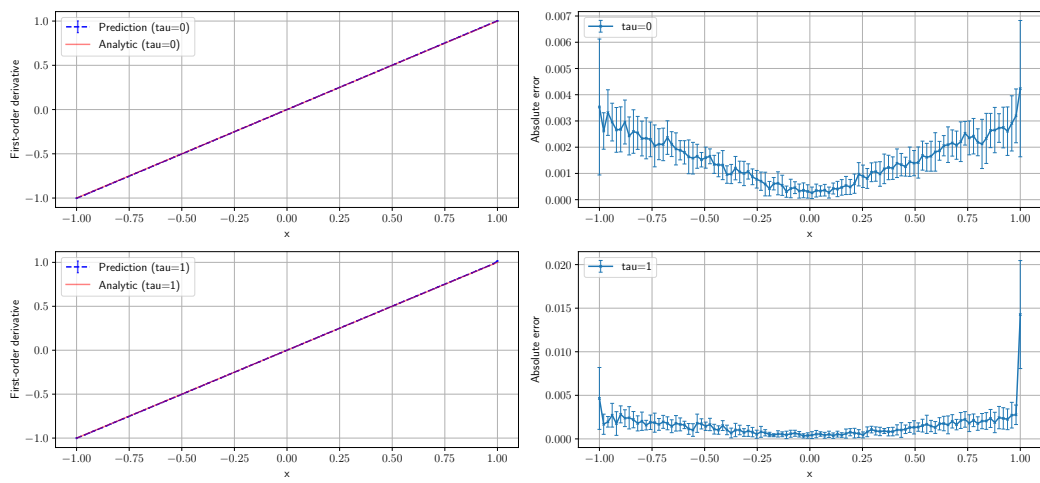 1.0
0.5
0.0
−0.5
−1.0
First-order derivative
Prediction (tau=0)
Analytic (tau=0)
−1.00 −0.75 −0.50 −0.25 0.00 0.25 0.50 0.75 1.00
x
0.007
0.006
0.005
0.004
0.003
0.002
0.001
0.000
Absolute error
tau=0
−1.00 −0.75 −0.50 −0.25 0.00 0.25 0.50 0.75 1.00
x
1.0
0.5
0.0
−0.5
−1.0
First-order derivative
Prediction (tau=1)
Analytic (tau=1)
−1.00 −0.75 −0.50 −0.25 0.00 0.25 0.50 0.75 1.00
x
0.020
0.015
0.010
0.005
0.000
Absolute error
tau=1
−1.00 −0.75 −0.50 −0.25 0.00 0.25 0.50 0.75 1.00
x